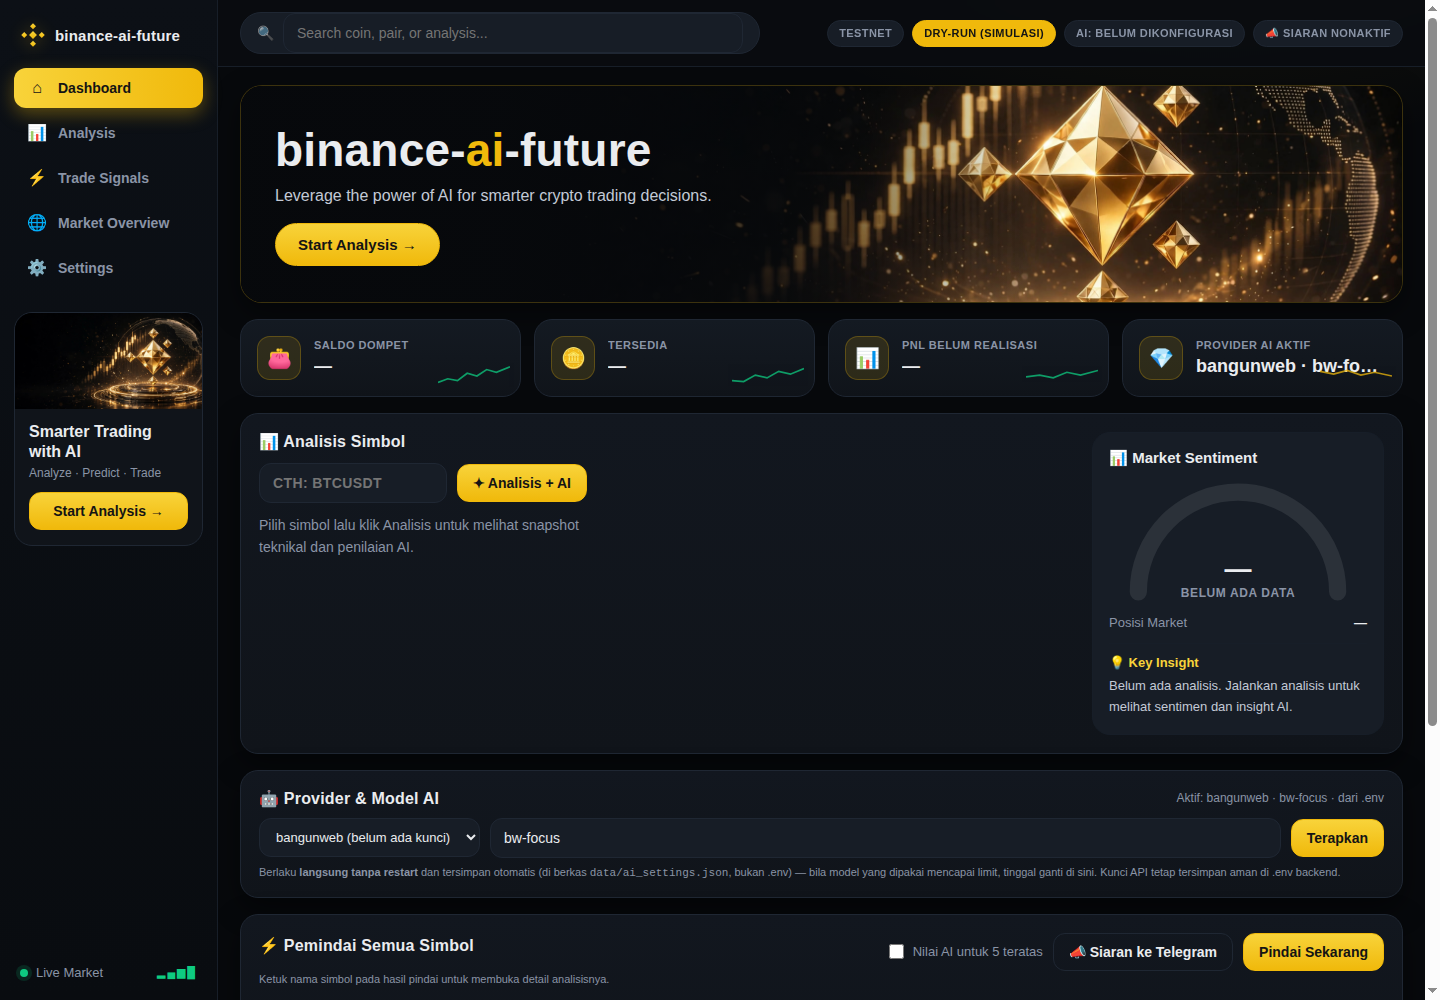 binance-ai-future
Dashboard
Analysis
Trade Signals
Market Overview
Settings
Smarter Trading
with AI
Analyze · Predict · Trade
Start Analysis →
Live Market
Search coin, pair, or analysis...
TESTNET
DRY-RUN (SIMULASI)
AI: BELUM DIKONFIGURASI
SIARAN NONAKTIF
binance-ai-future
Leverage the power of AI for smarter crypto trading decisions.
Start Analysis →
SALDO DOMPET
—
TERSEDIA
—
PNL BELUM REALISASI
—
PROVIDER AI AKTIF
bangunweb · bw-fo...
Analisis Simbol
CTH: BTCUSDT
✦ Analisis + AI
Pilih simbol lalu klik Analisis untuk melihat snapshot
teknikal dan penilaian AI.
Market Sentiment
—
BELUM ADA DATA
Posisi Market —
Key Insight
Belum ada analisis. Jalankan analisis untuk
melihat sentimen dan insight AI.
Provider & Model AI
Aktif: bangunweb · bw-focus · dari .env
bangunweb (belum ada kunci)
bw-focus
Terapkan
Berlaku langsung tanpa restart dan tersimpan otomatis (di berkas data/ai_settings.json, bukan .env) — bila model yang dipakai mencapai limit, tinggal ganti di sini. Kunci API tetap tersimpan aman di .env backend.
Pemindai Semua Simbol
Nilai AI untuk 5 teratas
Siaran ke Telegram
Pindai Sekarang
Ketuk nama simbol pada hasil pindai untuk membuka detail analisisnya.